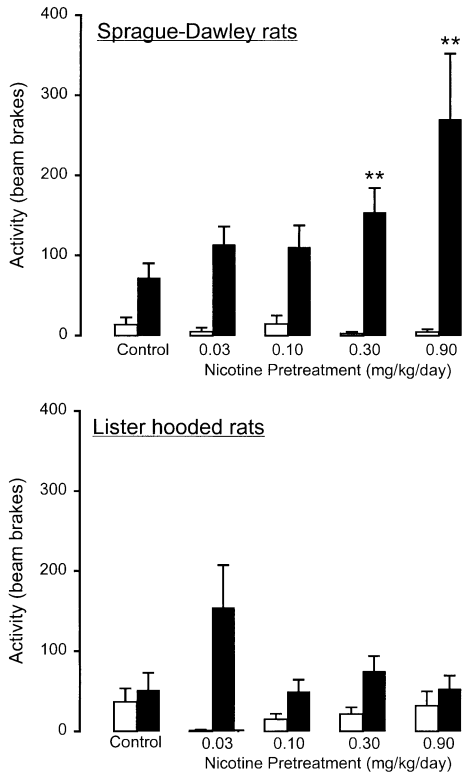 400
Sprague-Dawley rats
**
300
Activity (beam brakes)
200
**
100
0
Control 0.03 0.10 0.30 0.90
Nicotine Pretreatment (mg/kg/day)
400
Lister hooded rats
300
Activity (beam brakes)
200
100
0
Control 0.03 0.10 0.30 0.90
Nicotine Pretreatment (mg/kg/day)